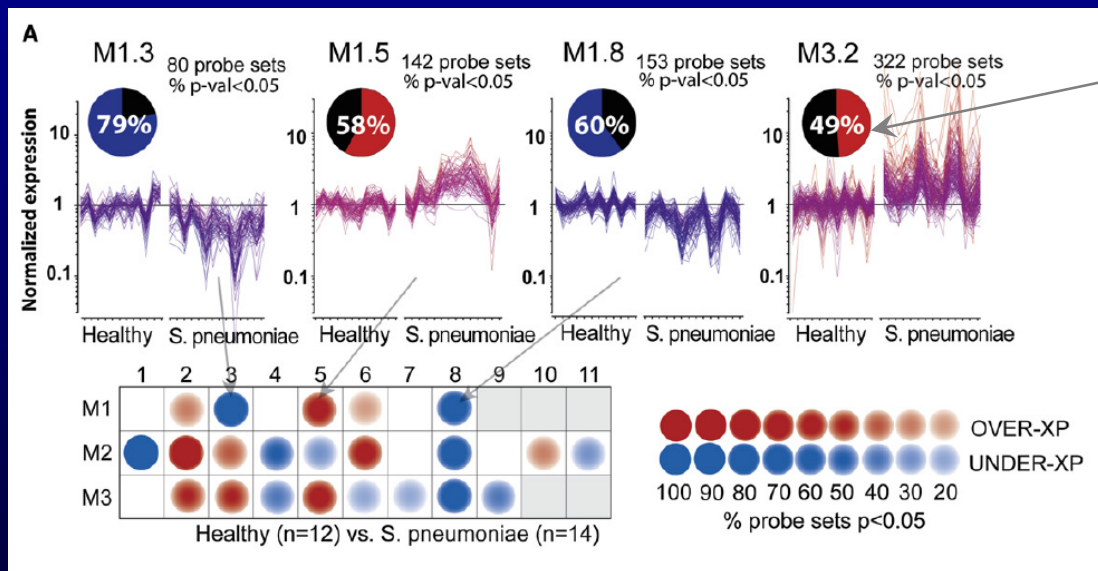 A
M1.3
80 probe sets
% p-val<0.05
79%
M1.5
142 probe sets
% p-val<0.05
58%
M1.8
153 probe sets
% p-val<0.05
60%
M3.2
322 probe sets
% p-val<0.05
49%
Normalized expression
10
1
0.1
10
1
0.1
10
1
0.1
10
1
0.1
Healthy S. pneumoniae
Healthy S. pneumoniae
Healthy S. pneumoniae
Healthy S. pneumoniae
1 2 3 4 5 6 7 8 9 10 11
M1
M2
M3
Healthy (n=12) vs. S. pneumoniae (n=14)
OVER-XP
UNDER-XP
100 90 80 70 60 50 40 30 20
% probe sets p<0.05